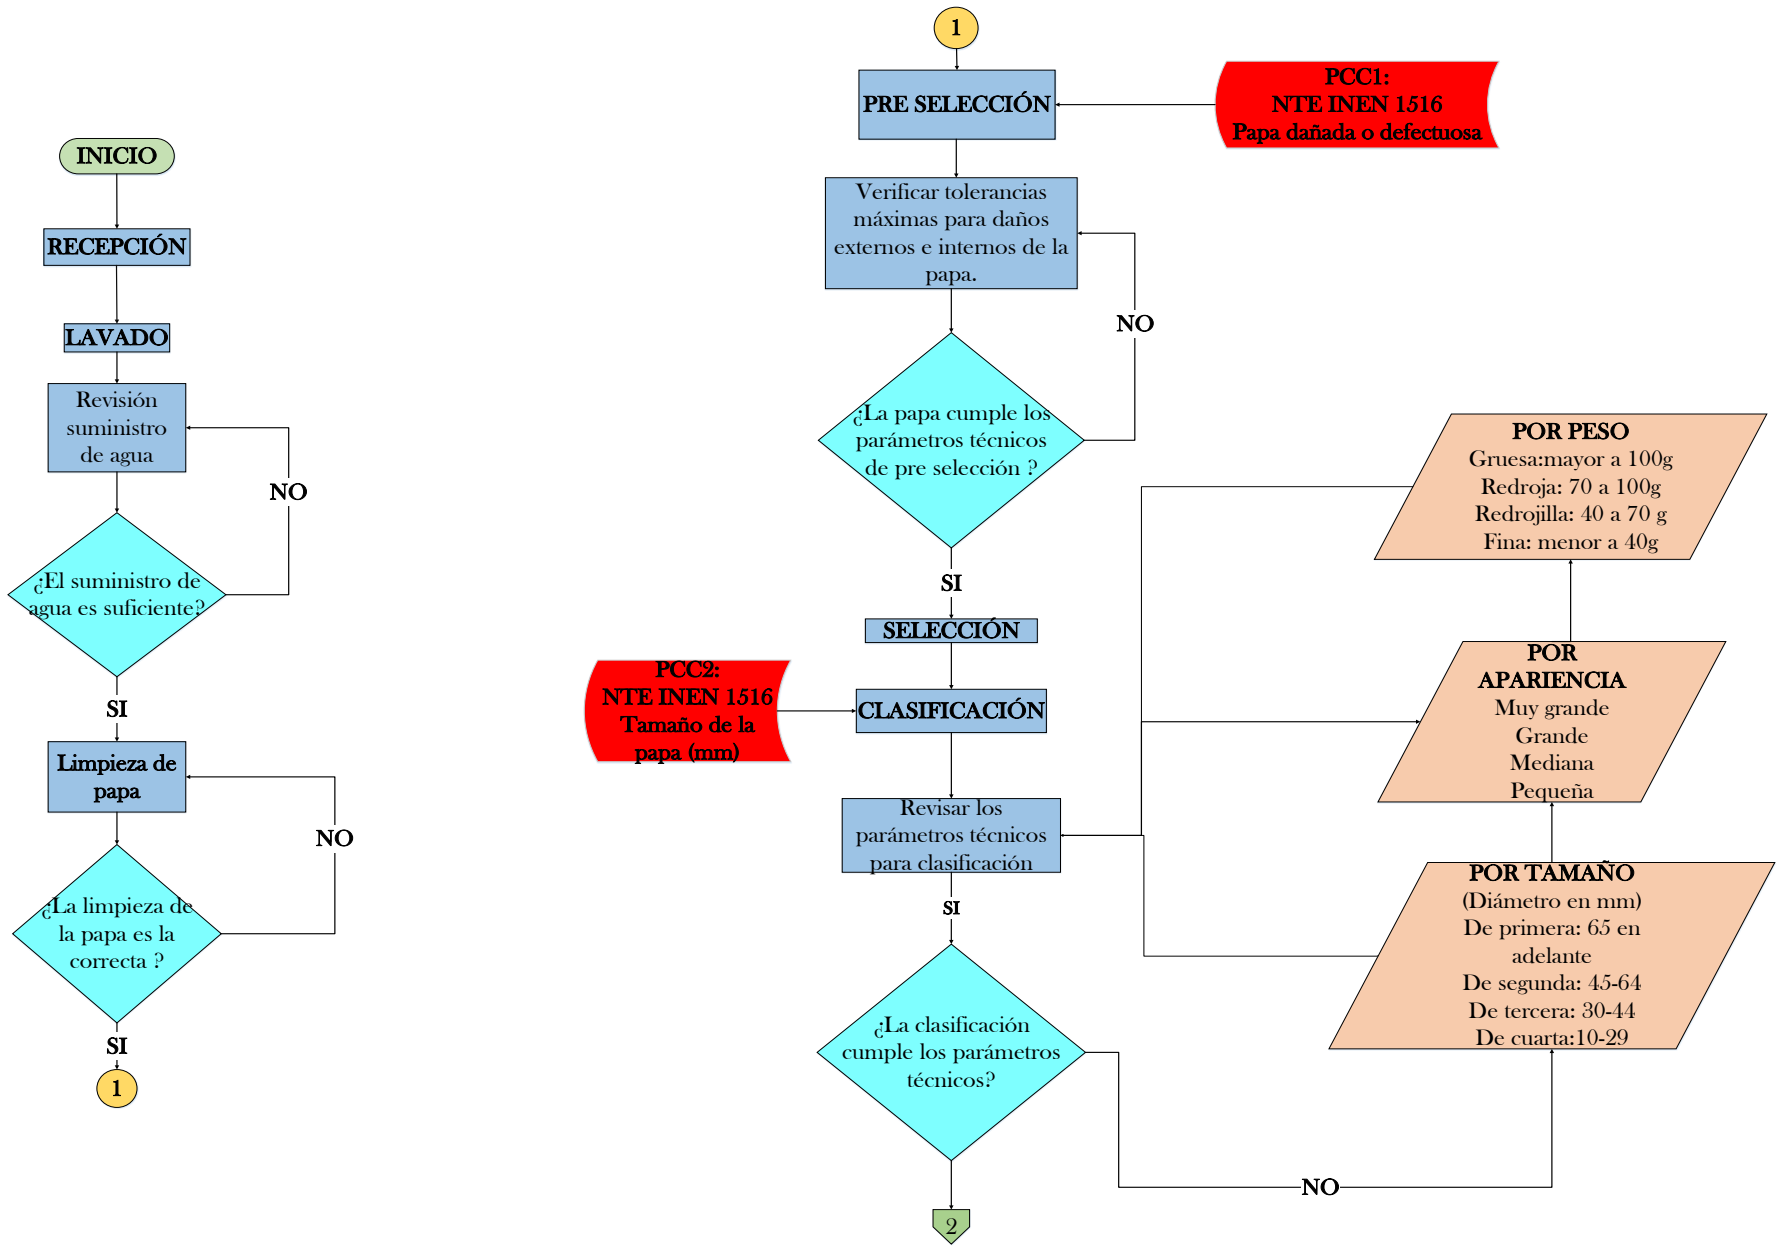 INICIO
RECEPCIÓN
LAVADO
Revisión
suministro
de agua
NO
¿El suministro de
agua es suficiente?
SI
Limpieza de
papa
NO
¿La limpieza de
la papa es la
correcta ?
SI
1
1
PRE SELECCIÓN
PCC1:
NTE INEN 1516
Papa dañada o defectuosa
Verificar tolerancias
máximas para daños
externos e internos de la
papa.
NO
¿La papa cumple los
parámetros técnicos
de pre selección ?
SI
SELECCIÓN
PCC2:
NTE INEN 1516
Tamaño de la
papa (mm)
CLASIFICACIÓN
Revisar los
parámetros técnicos
para clasificación
SI
¿La clasificación
cumple los parámetros
técnicos?
NO
2
POR PESO
Gruesa:mayor a 100g
Redroja: 70 a 100g
Redrojilla: 40 a 70 g
Fina: menor a 40g
POR
APARIENCIA
Muy grande
Grande
Mediana
Pequeña
POR TAMAÑO
(Diámetro en mm)
De primera: 65 en
adelante
De segunda: 45-64
De tercera: 30-44
De cuarta:10-29